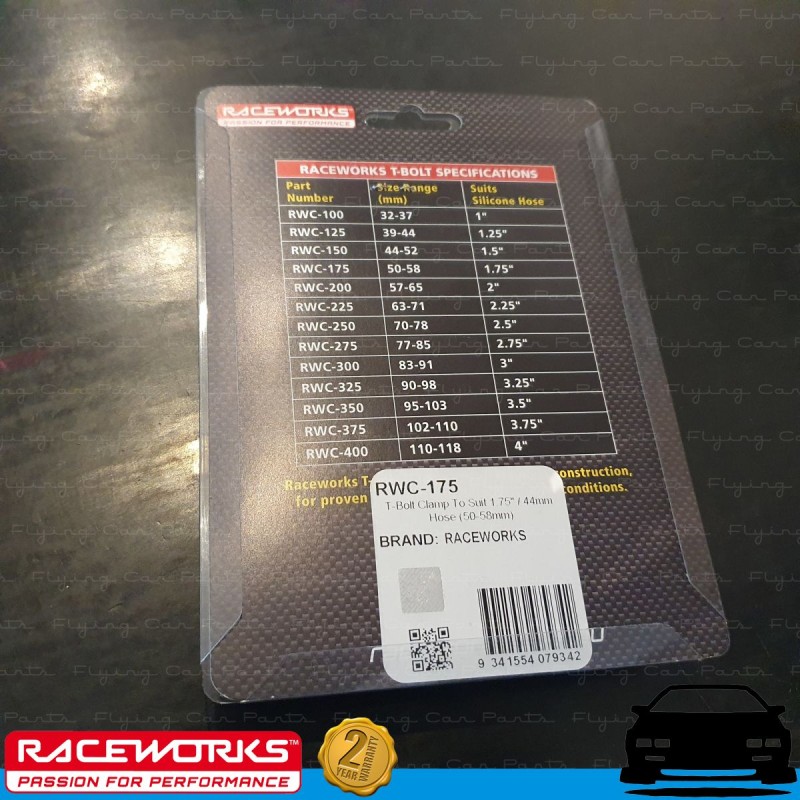 RACEWORKS
PASSION FOR PERFORMANCE
RACEWORKS T-BOLT SPECIFICATIONS
Part Number Size Range (mm) Suits Silicone Hose
RWC-100 32-37 1"
RWC-125 39-44 1.25"
RWC-150 44-52 1.5"
RWC-175 50-58 1.75"
RWC-200 57-65 2"
RWC-225 63-71 2.25"
RWC-250 70-78 2.5"
RWC-275 77-85 2.75"
RWC-300 83-91 3"
RWC-325 90-98 3.25"
RWC-350 95-103 3.5"
RWC-375 102-110 3.75"
RWC-400 110-118 4"
Raceworks T- onstruction,
for proven conditions.
RWC-175
T-Bolt Clamp To Suit 1.75" / 44mm
Hose (50-58mm)
BRAND: RACEWORKS
9 341554 079342
RACEWORKS™
PASSION FOR PERFORMANCE
2
YEAR WARRANTY
Flying Car Parts